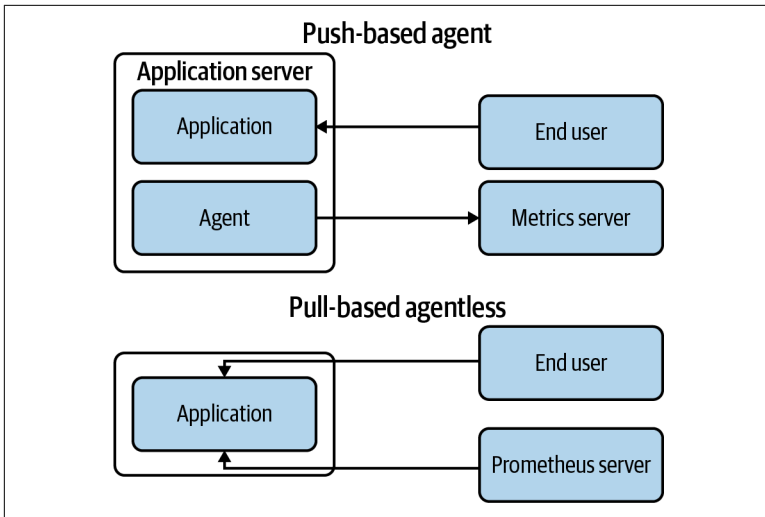 Push-based agent
Application server
Application
End user
Agent
Metrics server
Pull-based agentless
End user
Application
Prometheus server